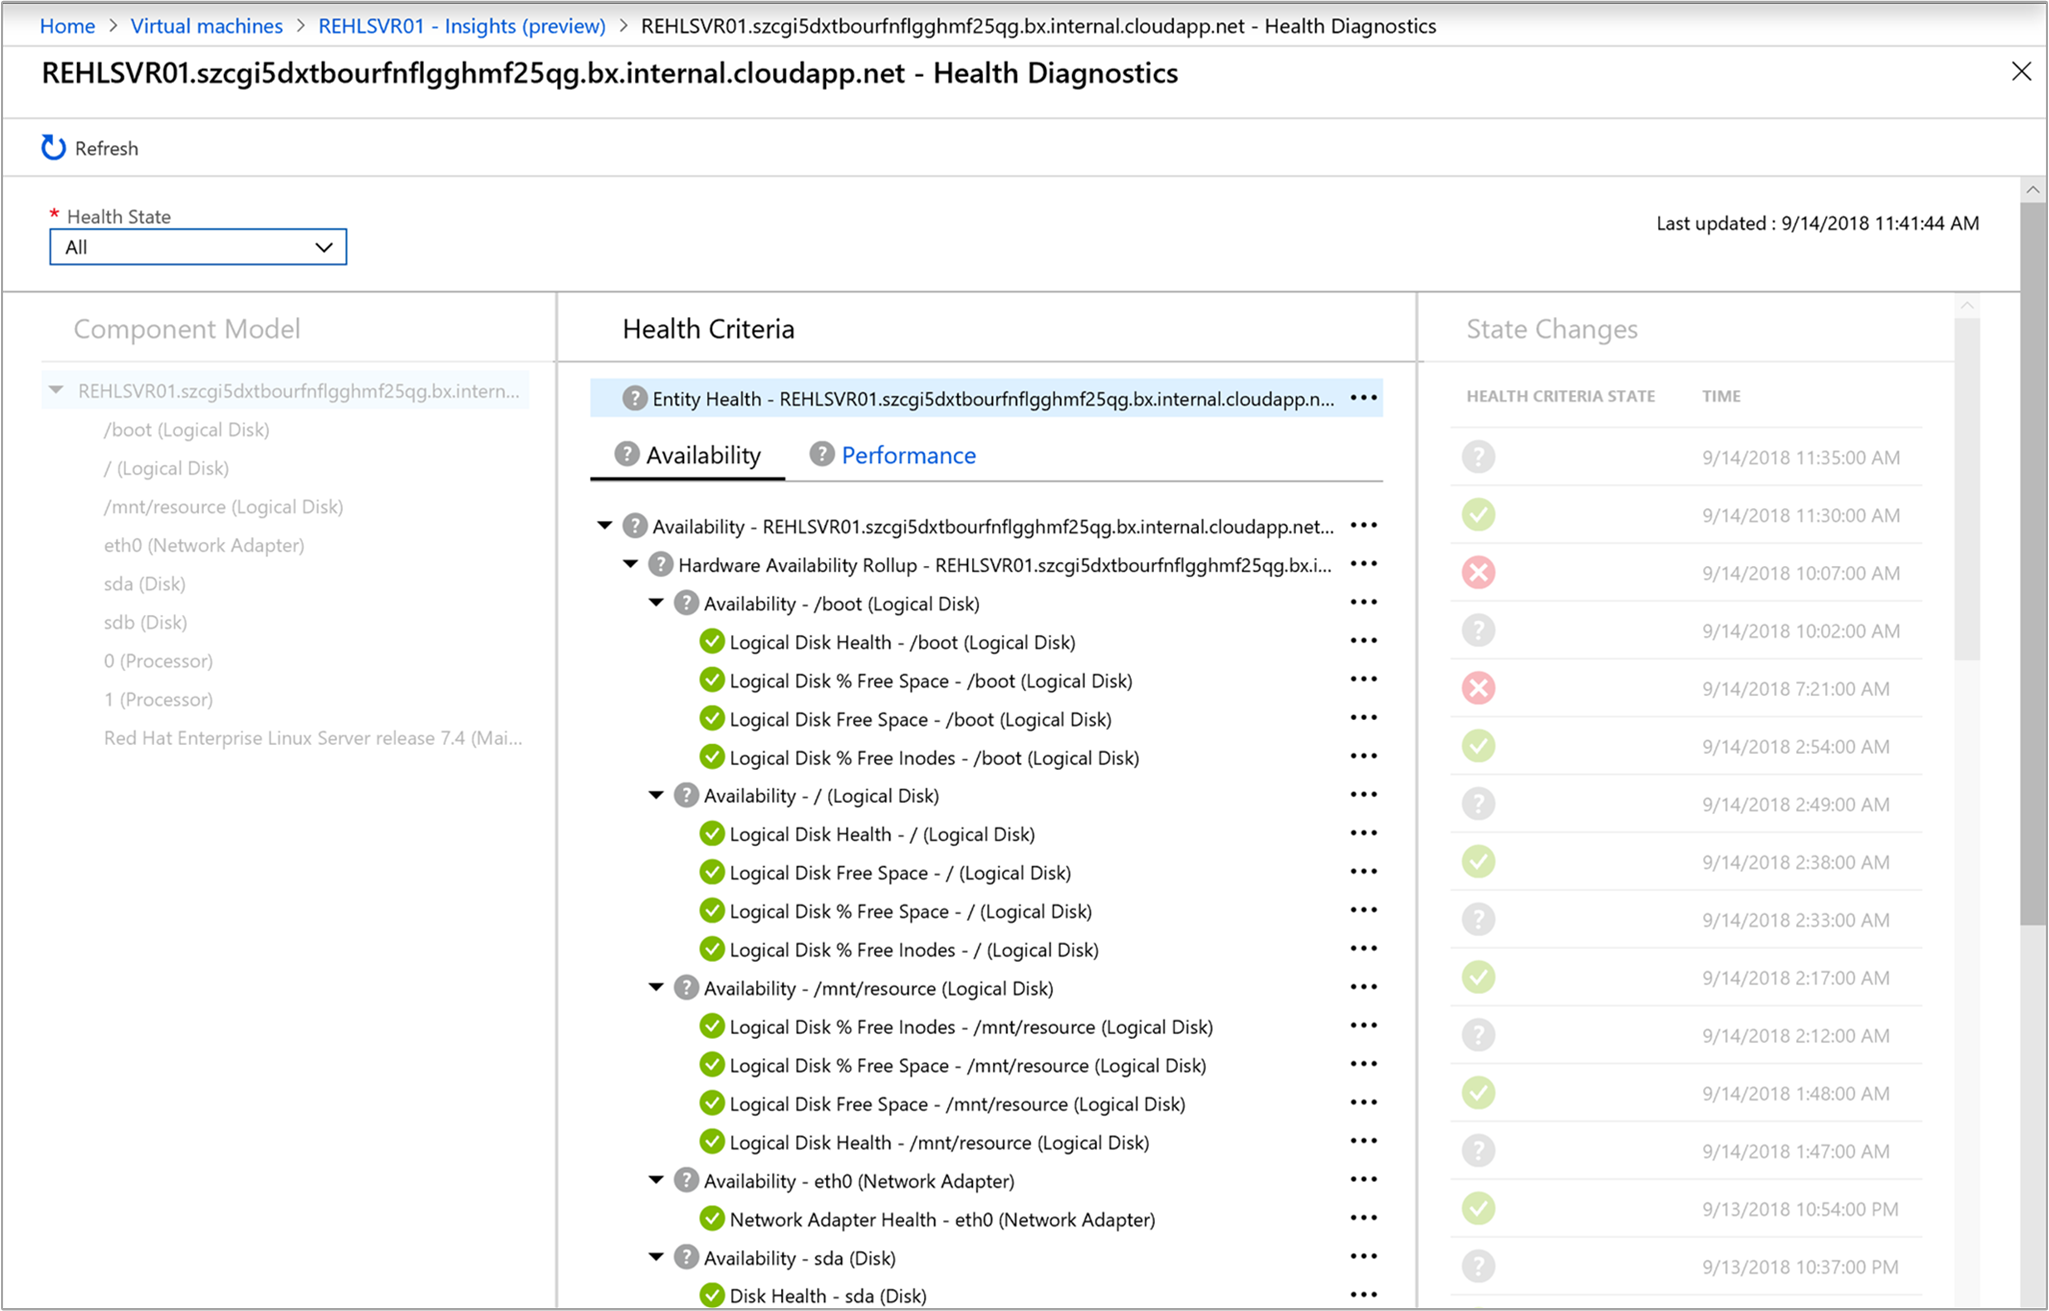 Home > Virtual machines > REHLSVR01 - Insights (preview) > REHLSVR01.szcgi5dxtbourfnflgghmf25qg.bx.internal.cloudapp.net - Health Diagnostics
REHLSVR01.szcgi5dxtbourfnflgghmf25qg.bx.internal.cloudapp.net - Health Diagnostics
Refresh
* Health State
All
Last updated : 9/14/2018 11:41:44 AM
Component Model
REHLSVR01.szcgi5dxtbourfnflgghmf25qg.bx.intern...
/boot (Logical Disk)
/ (Logical Disk)
/mnt/resource (Logical Disk)
eth0 (Network Adapter)
sda (Disk)
sdb (Disk)
0 (Processor)
1 (Processor)
Red Hat Enterprise Linux Server release 7.4 (Mai...
Health Criteria
Entity Health - REHLSVR01.szcgi5dxtbourfnflgghmf25qg.bx.internal.cloudapp.n...
Availability
Performance
Availability - REHLSVR01.szcgi5dxtbourfnflgghmf25qg.bx.internal.cloudapp.net...
Hardware Availability Rollup - REHLSVR01.szcgi5dxtbourfnflgghmf25qg.bx.i...
Availability - /boot (Logical Disk)
Logical Disk Health - /boot (Logical Disk)
Logical Disk % Free Space - /boot (Logical Disk)
Logical Disk Free Space - /boot (Logical Disk)
Logical Disk % Free Inodes - /boot (Logical Disk)
Availability - / (Logical Disk)
Logical Disk Health - / (Logical Disk)
Logical Disk Free Space - / (Logical Disk)
Logical Disk % Free Space - / (Logical Disk)
Logical Disk % Free Inodes - / (Logical Disk)
Availability - /mnt/resource (Logical Disk)
Logical Disk % Free Inodes - /mnt/resource (Logical Disk)
Logical Disk % Free Space - /mnt/resource (Logical Disk)
Logical Disk Free Space - /mnt/resource (Logical Disk)
Logical Disk Health - /mnt/resource (Logical Disk)
Availability - eth0 (Network Adapter)
Network Adapter Health - eth0 (Network Adapter)
Availability - sda (Disk)
Disk Health - sda (Disk)
State Changes
HEALTH CRITERIA STATE TIME
9/14/2018 11:35:00 AM
9/14/2018 11:30:00 AM
9/14/2018 10:07:00 AM
9/14/2018 10:02:00 AM
9/14/2018 7:21:00 AM
9/14/2018 2:54:00 AM
9/14/2018 2:49:00 AM
9/14/2018 2:38:00 AM
9/14/2018 2:33:00 AM
9/14/2018 2:17:00 AM
9/14/2018 2:12:00 AM
9/14/2018 1:48:00 AM
9/14/2018 1:47:00 AM
9/13/2018 10:54:00 PM
9/13/2018 10:37:00 PM